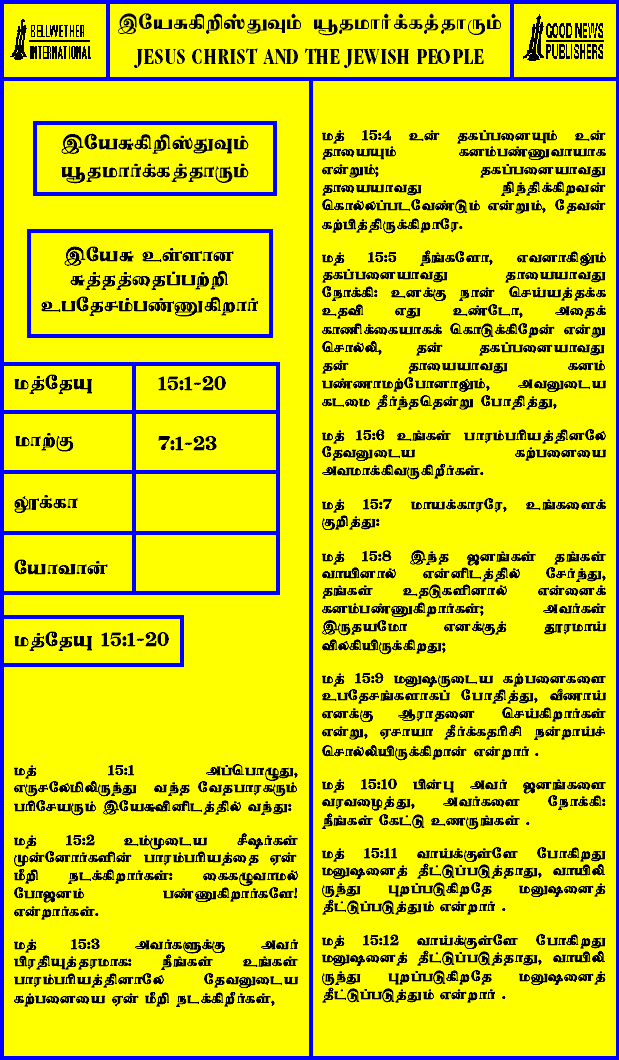 BELLWETHER
INTERNATIONAL
இயேசுகிறிஸ்துவும் யூதமார்க்கத்தாரும்
JESUS CHRIST AND THE JEWISH PEOPLE
GOOD NEWS
PUBLISHERS
இயேசுகிறிஸ்துவும்
யூதமார்க்கத்தாரும்
இயேசு உள்ளான
சுத்தத்தைப்பற்றி
உபதேசம்பண்ணுகிறார்
மத்தேயு 15:1-20
மாற்கு 7:1-23
லூக்கா
யோவான்
மத்தேயு 15:1-20
மத் 15:1 அப்பொழுது,
எருசலேமிலிருந்து வந்த வேதபாரகரும்
பரிசேயரும் இயேசுவினிடத்தில் வந்து:
மத் 15:2 உம்முடைய சீஷர்கள்
முன்னோர்களின் பாரம்பரியத்தை ஏன்
மீறி நடக்கிறார்கள்: கைகழுவாமல்
போஜனம் பண்ணுகிறார்களே!
என்றார்கள்.
மத் 15:3 அவர்களுக்கு அவர்
பிரதியுத்தரமாக: நீங்கள் உங்கள்
பாரம்பரியத்தினாலே தேவனுடைய
கற்பனையை ஏன் மீறி நடக்கிறீர்கள்,
மத் 15:4 உன் தகப்பனையும் உன்
தாயையும் கனம்பண்ணுவாயாக
என்றும்; தகப்பனையாவது
தாயையாவது நிந்திக்கிறவன்
கொல்லப்படவேண்டும் என்றும், தேவன்
கற்பித்திருக்கிறாரே.
மத் 15:5 நீங்களோ, எவனாகிலும்
தகப்பனையாவது தாயையாவது
நோக்கி: உனக்கு நான் செய்யத்தக்க
உதவி எது உண்டோ, அதைக்
காணிக்கையாகக் கொடுக்கிறேன் என்று
சொல்லி, தன் தகப்பனையாவது
தன் தாயையாவது கனம்
பண்ணாமற்போனாலும், அவனுடைய
கடமை தீர்ந்ததென்று போதித்து,
மத் 15:6 உங்கள் பாரம்பரியத்தினலே
தேவனுடைய கற்பனையை
அவமாக்கிவருகிறீர்கள்.
மத் 15:7 மாயக்காரரே, உங்களைக்
குறித்து:
மத் 15:8 இந்த ஜனங்கள் தங்கள்
வாயினால் என்னிடத்தில் சேர்ந்து,
தங்கள் உதடுகளினால் என்னைக்
கனம்பண்ணுகிறார்கள்; அவர்கள்
இருதயமோ எனக்குத் தூரமாய்
விலகியிருக்கிறது;
மத் 15:9 மனுஷருடைய கற்பனைகளை
உபதேசங்களாகப் போதித்து, வீணாய்
எனக்கு ஆராதனை செய்கிறார்கள்
என்று, ஏசாயா தீர்க்கதரிசி நன்றாய்ச்
சொல்லியிருக்கிறான் என்றார் .
மத் 15:10 பின்பு அவர் ஜனங்களை
வரவழைத்து, அவர்களை நோக்கி:
நீங்கள் கேட்டு உணருங்கள் .
மத் 15:11 வாய்க்குள்ளே போகிறது
மனுஷனைத் தீட்டுப்படுத்தாது, வாயிலி
ருந்து புறப்படுகிறதே மனுஷனைத்
தீட்டுப்படுத்தும் என்றார் .
மத் 15:12 வாய்க்குள்ளே போகிறது
மனுஷனைத் தீட்டுப்படுத்தாது, வாயிலி
ருந்து புறப்படுகிறதே மனுஷனைத்
தீட்டுப்படுத்தும் என்றார் .